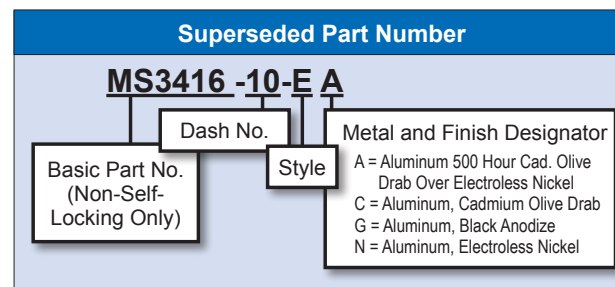 Superseded Part Number
MS3416 -10-E A
Dash No.
Basic Part No.
(Non-Self-
Locking Only)
Style
Metal and Finish Designator
A = Aluminum 500 Hour Cad. Olive
Drab Over Electroless Nickel
C = Aluminum, Cadmium Olive Drab
G = Aluminum, Black Anodize
N = Aluminum, Electroless Nickel